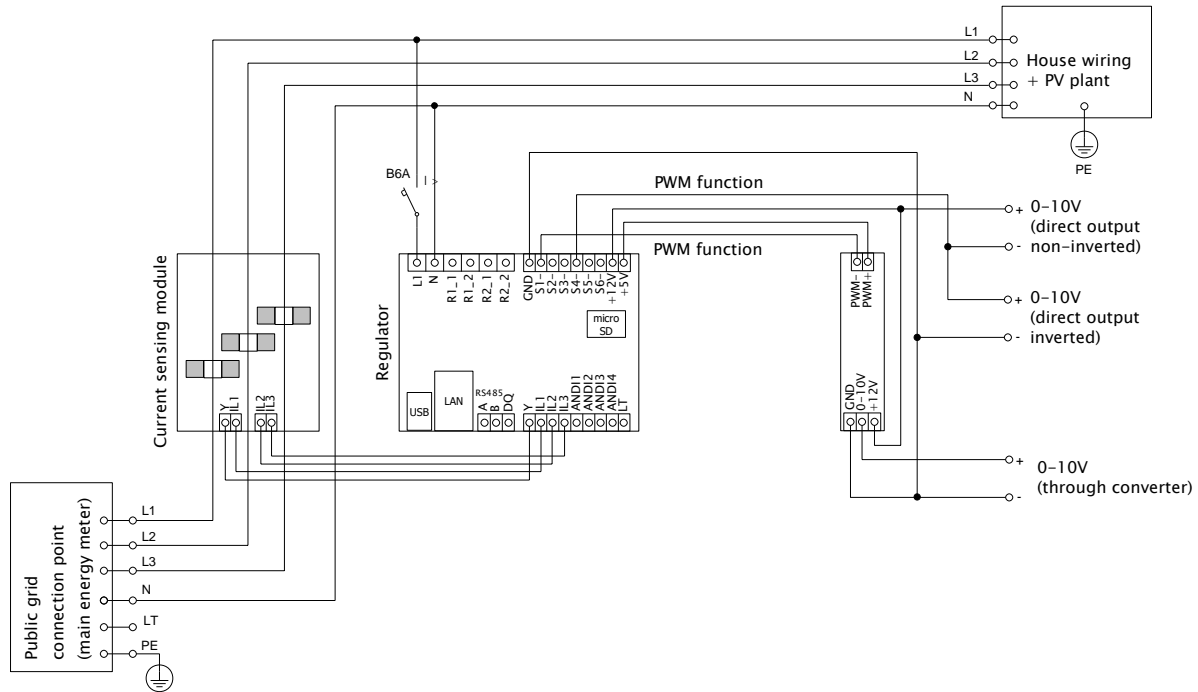 L1
L2
L3
N
House wiring
+ PV plant
PE
B6A
I >
PWM function
PWM function
+ 0-10V
(direct output
- non-inverted)
+ 0-10V
(direct output
- inverted)
+
0-10V
(through converter)
-
Current sensing module
Y
IL1
IL2
IL3
Regulator
L1
N
R1_1
R1_2
R2_1
R2_2
GND
S1-
S2-
S3-
S4-
S5-
S6-
+12V
+5V
micro
SD
USB
LAN
RS485
A
B
DQ
Y
IL1
IL2
IL3
ANDI1
ANDI2
ANDI3
ANDI4
LT
PWM-
PWM+
GND
0-10V
+12V
Public grid
connection point
(main energy meter)
L1
L2
L3
N
LT
PE